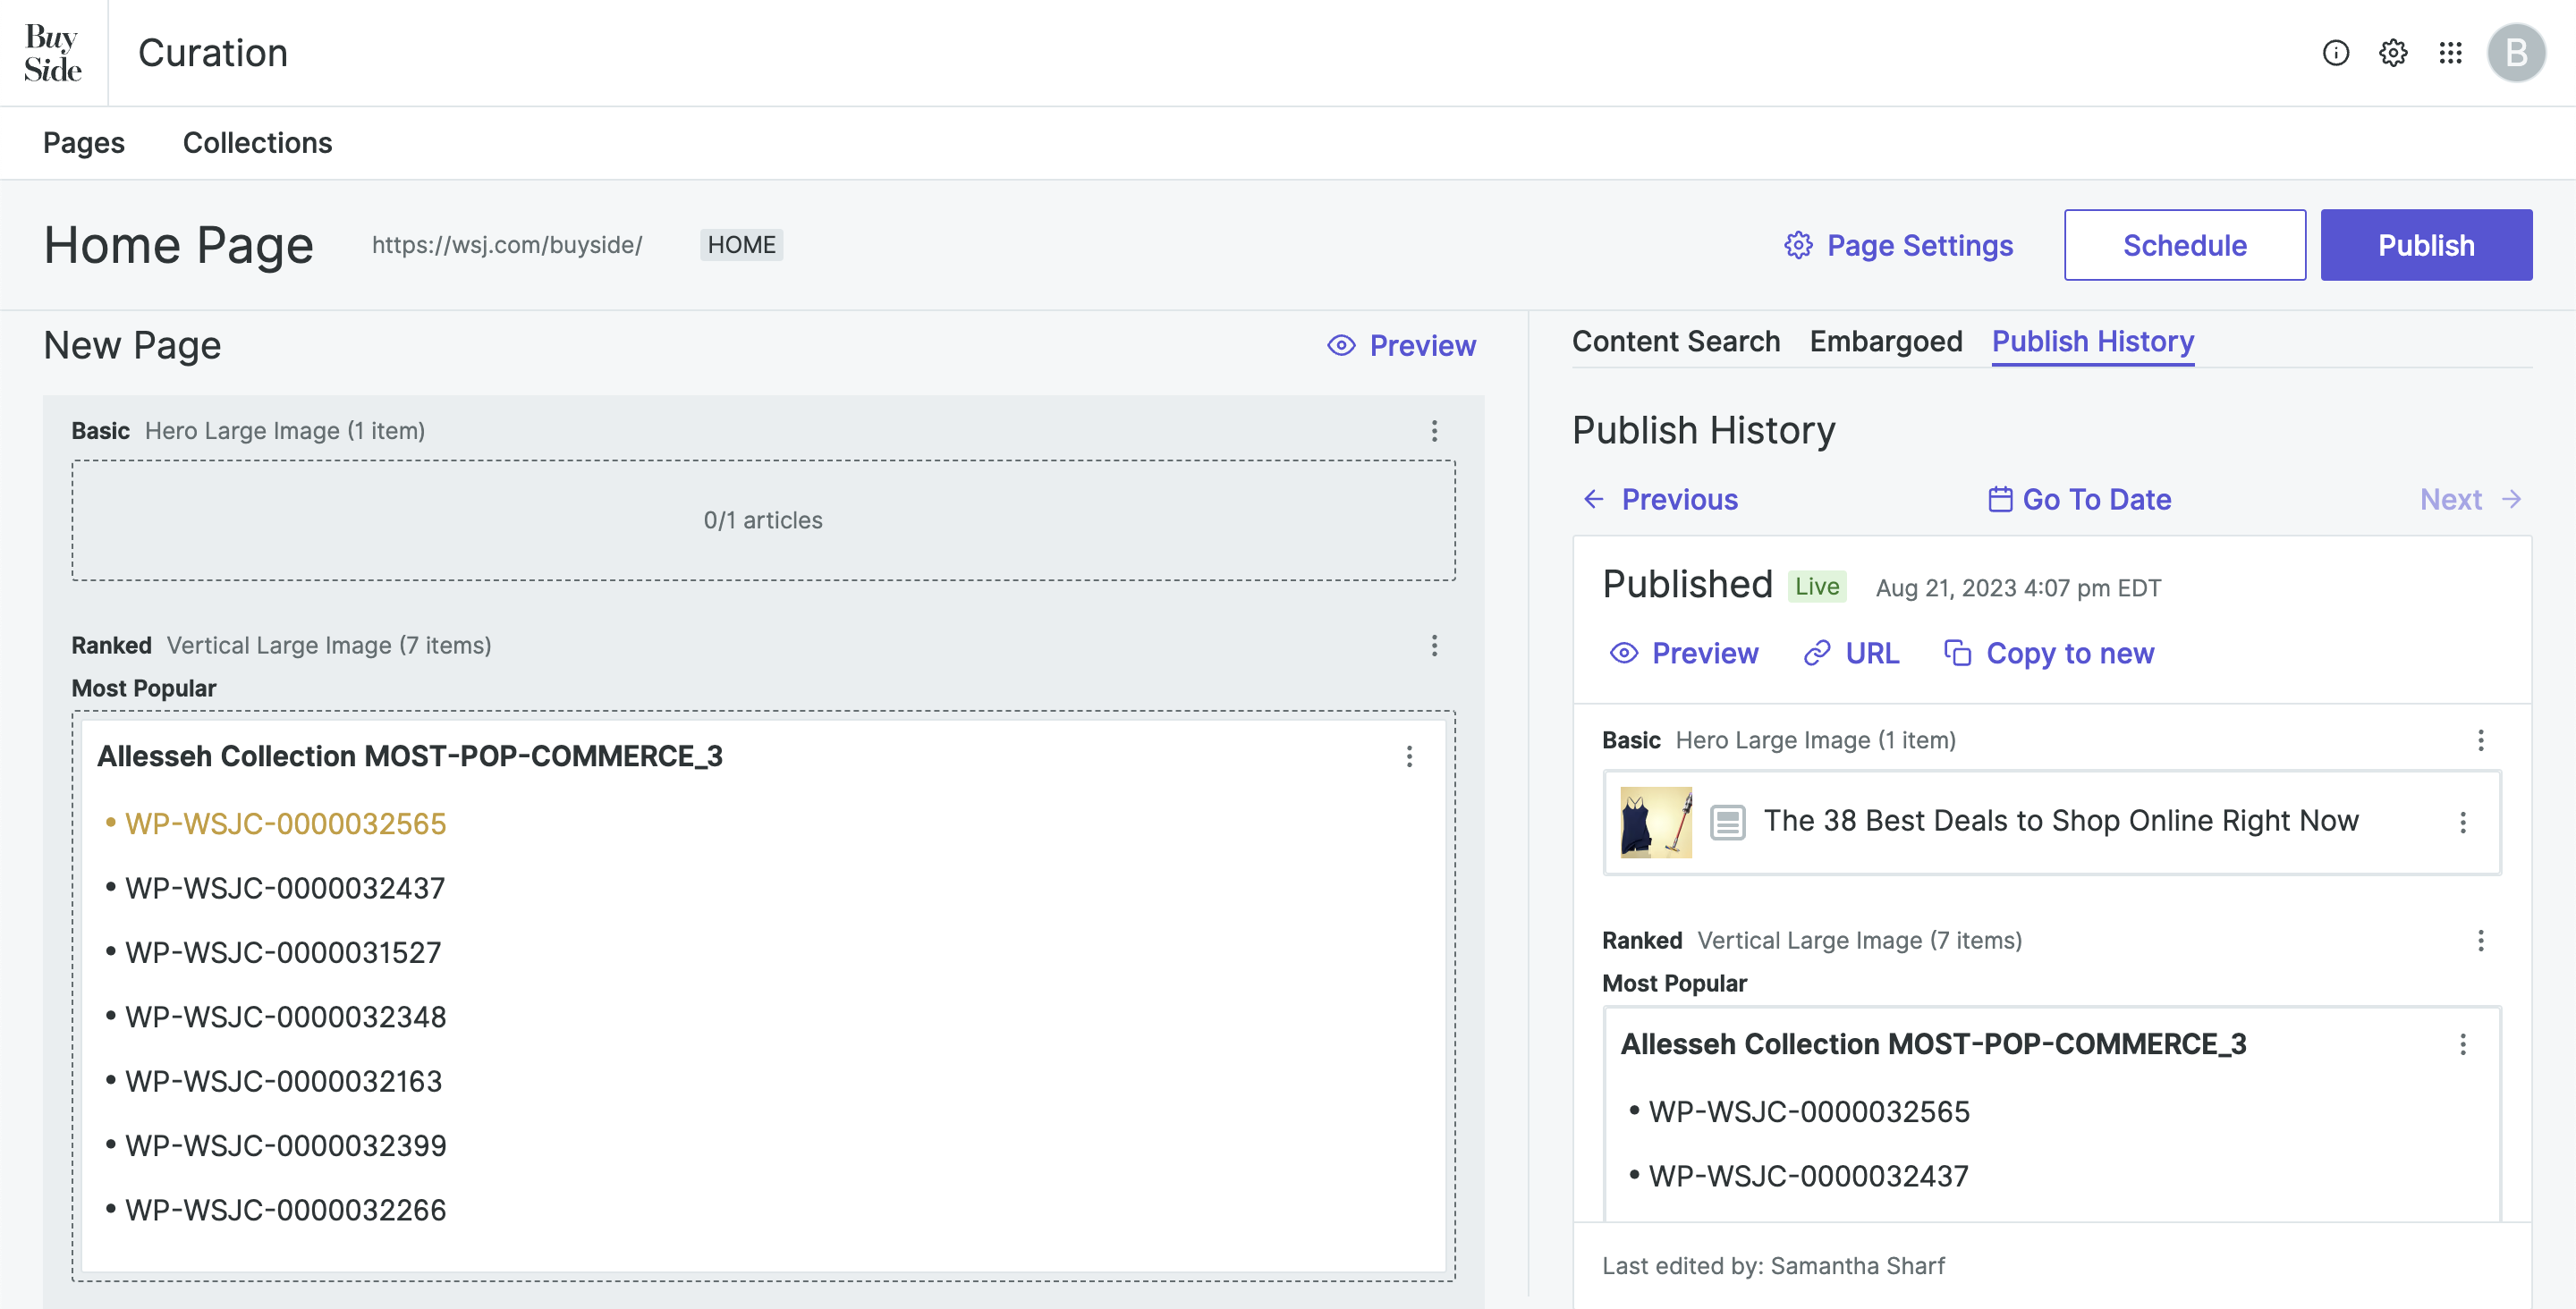 Buy
Side
Curation
B
Pages
Collections
Home Page
https://wsj.com/buyside/
HOME
Page Settings
Schedule
Publish
New Page
Preview
Basic Hero Large Image (1 item)
0/1 articles
Ranked Vertical Large Image (7 items)
Most Popular
Allesseh Collection MOST-POP-COMMERCE_3
• WP-WSJC-0000032565
• WP-WSJC-0000032437
• WP-WSJC-0000031527
• WP-WSJC-0000032348
• WP-WSJC-0000032163
• WP-WSJC-0000032399
• WP-WSJC-0000032266
Content Search
Embargoed
Publish History
Publish History
Previous
Go To Date
Next
Published Live Aug 21, 2023 4:07 pm EDT
Preview
URL
Copy to new
Basic Hero Large Image (1 item)
The 38 Best Deals to Shop Online Right Now
Ranked Vertical Large Image (7 items)
Most Popular
Allesseh Collection MOST-POP-COMMERCE_3
• WP-WSJC-0000032565
• WP-WSJC-0000032437
Last edited by: Samantha Sharf